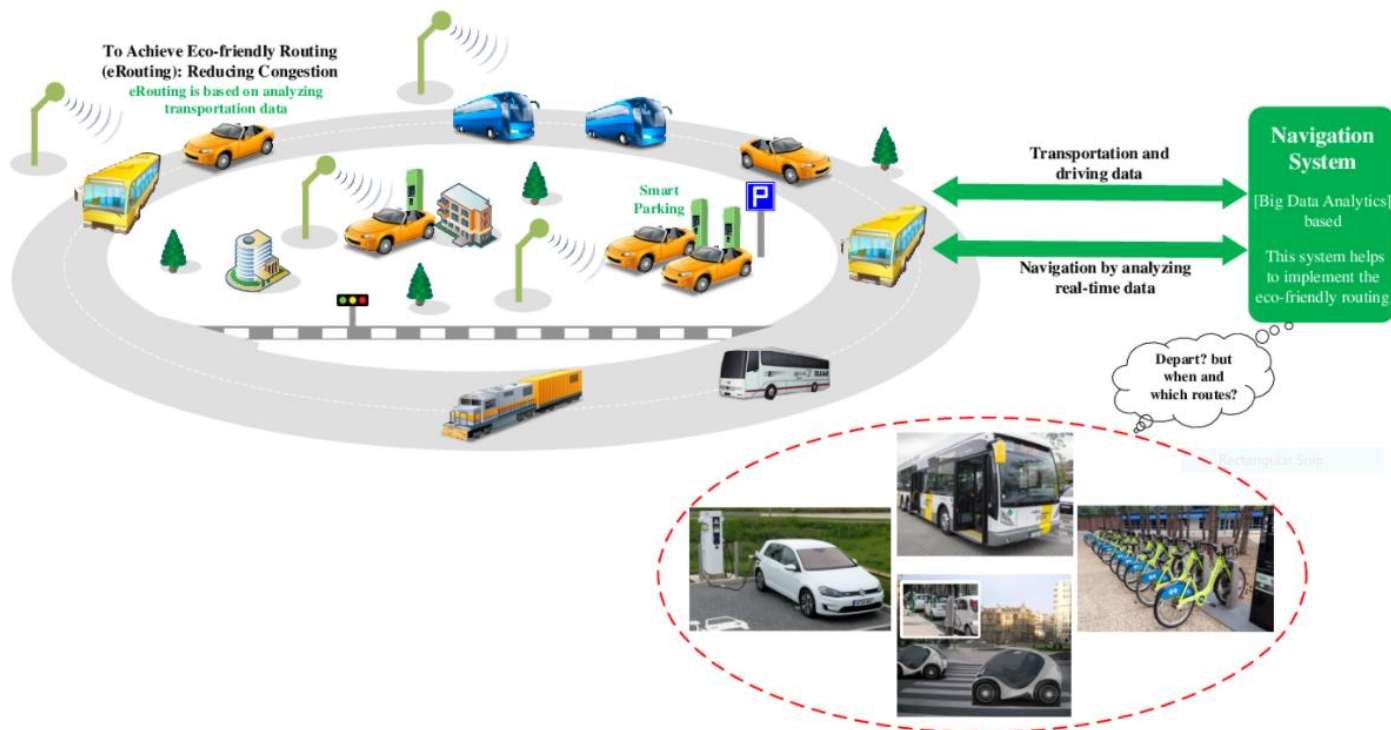 To Achieve Eco-friendly Routing
(eRouting): Reducing Congestion
eRouting is based on analyzing
transportation data
Smart
Parking
P
Transportation and
driving data
Navigation by analyzing
real-time data
Navigation
System
[Big Data Analytics]
based
This system helps
to implement the
eco-friendly routing
Depart? but
when and
which routes?
Rectangular Snip